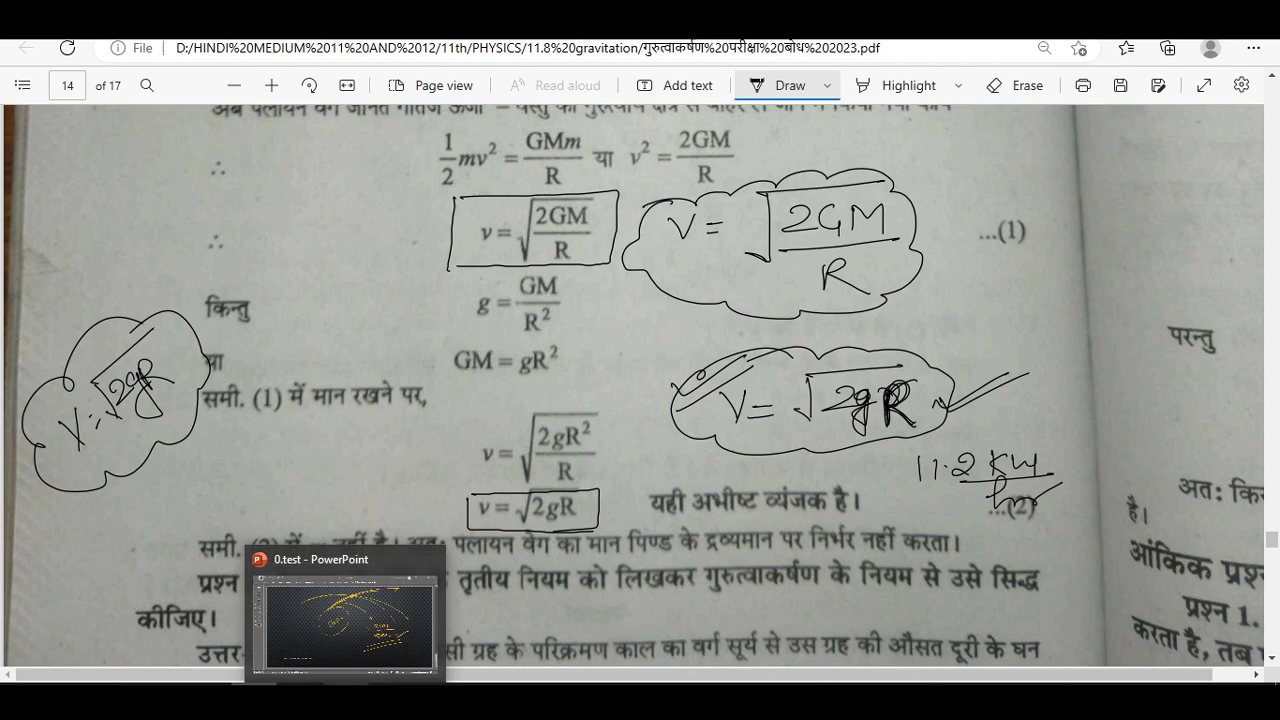 File D:/HINDI%20MEDIUM%2011%20AND%2012/11th/PHYSICS/11.8%20gravitation/गुरुत्वाकर्षण%20परीक्षा%20बोध%202023.pdf
14 of 17 Page view Read aloud Add text Draw Highlight Erase
∴ 1/2 mv² = GMm/R या v² = 2GM/R
∴ v = √(2GM/R) V = √(2GM/R) ...(1)
किन्तु g = GM/R²
या GM = gR²
समी. (1) में मान रखने पर,
V = √2gR
V = √2gR
v = √(2gR²/R)
11.2 KM
v = √2gR यही अभीष्ट व्यंजक है। ...(2)
समी. पलायन वेग का मान पिण्ड के द्रव्यमान पर निर्भर नहीं करता।
0.test - PowerPoint
प्रश्न तृतीय नियम को लिखकर गुरुत्वाकर्षण के नियम से उसे सिद्ध
कीजिए।
उत्तर- सी ग्रह के परिक्रमण काल का वर्ग सूर्य से उस ग्रह की औसत दूरी के घन
परन्तु
अत:
है।
आंकिक
प्रश्न 1.
करता है, तब